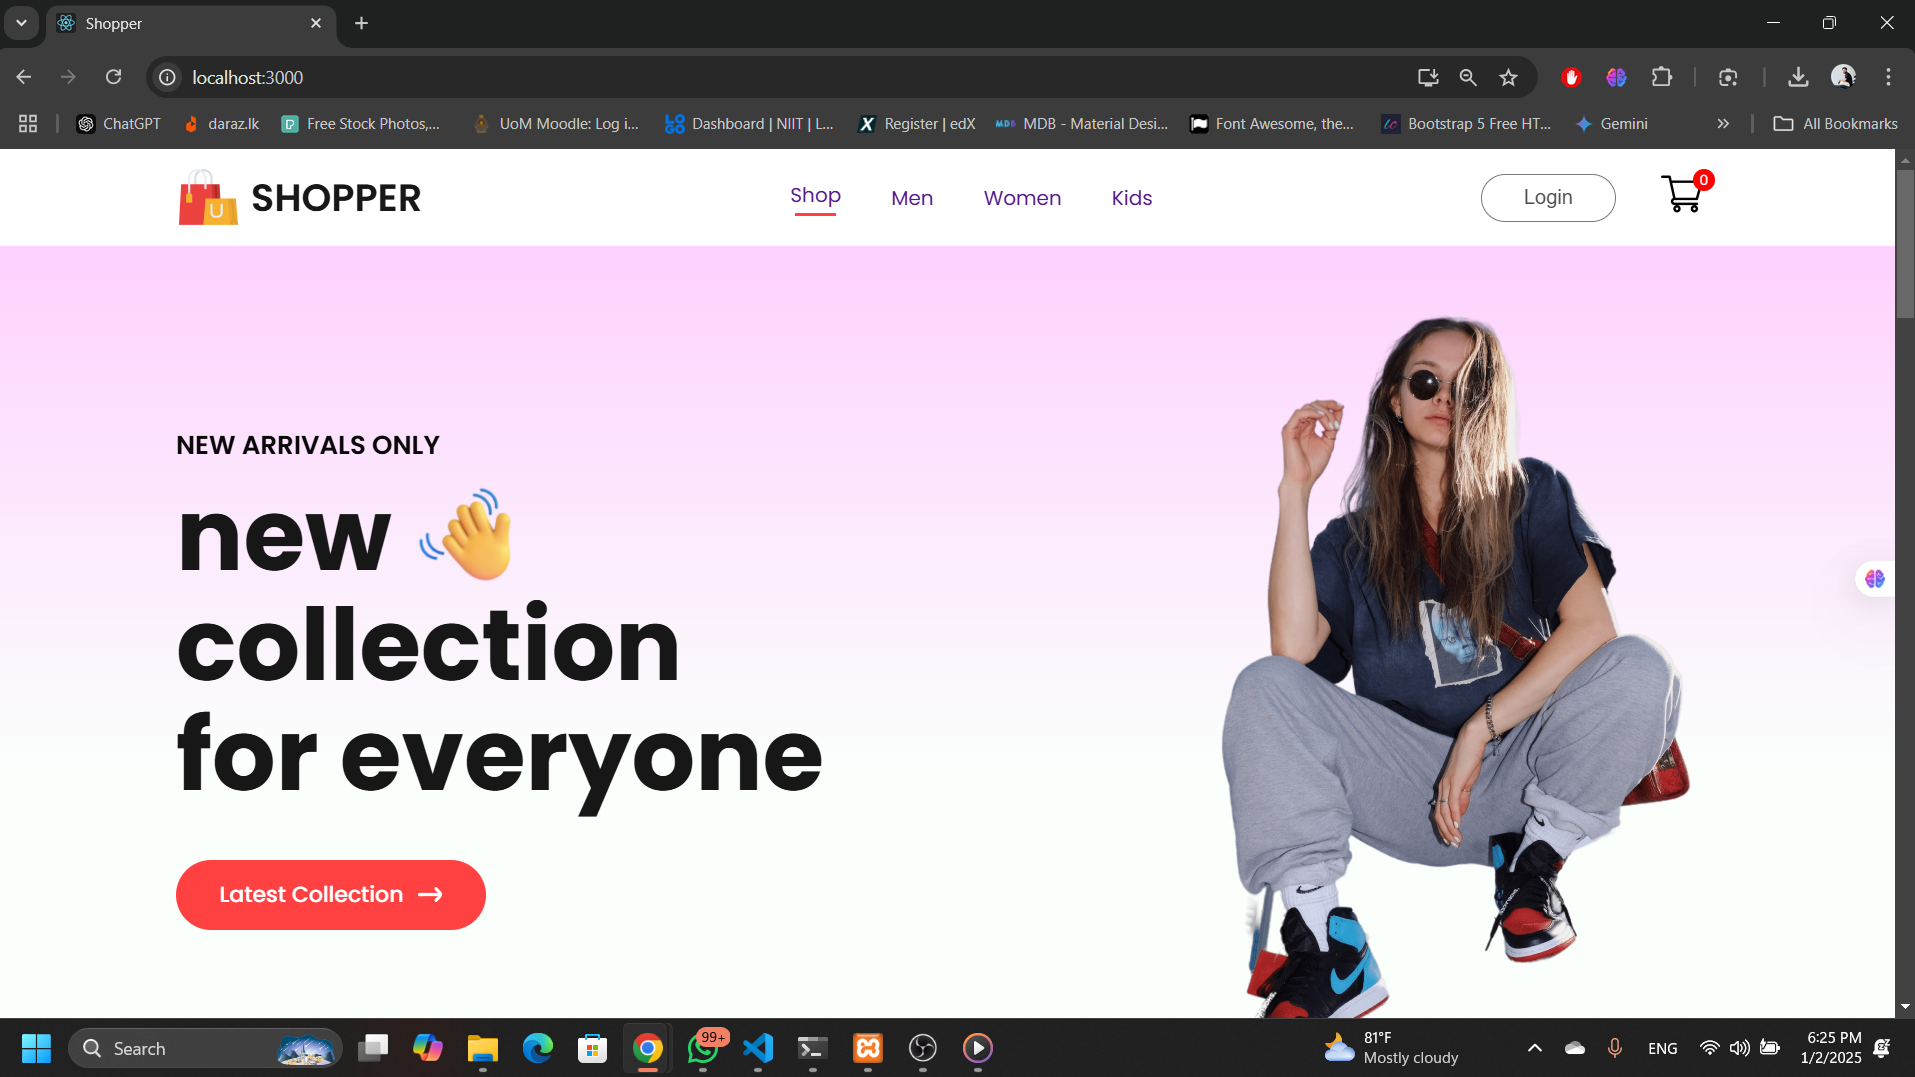 Shopper
localhost:3000
ChatGPT
daraz.lk
Free Stock Photos,...
UoM Moodle: Log i...
Dashboard | NIIT | L...
Register | edX
MDB - Material Desi...
Font Awesome, the...
Bootstrap 5 Free HT...
Gemini
All Bookmarks
SHOPPER
Shop
Men
Women
Kids
Login
0
NEW ARRIVALS ONLY
new
collection
for everyone
Latest Collection
Search
99+
81°F
Mostly cloudy
ENG
6:25 PM
1/2/2025